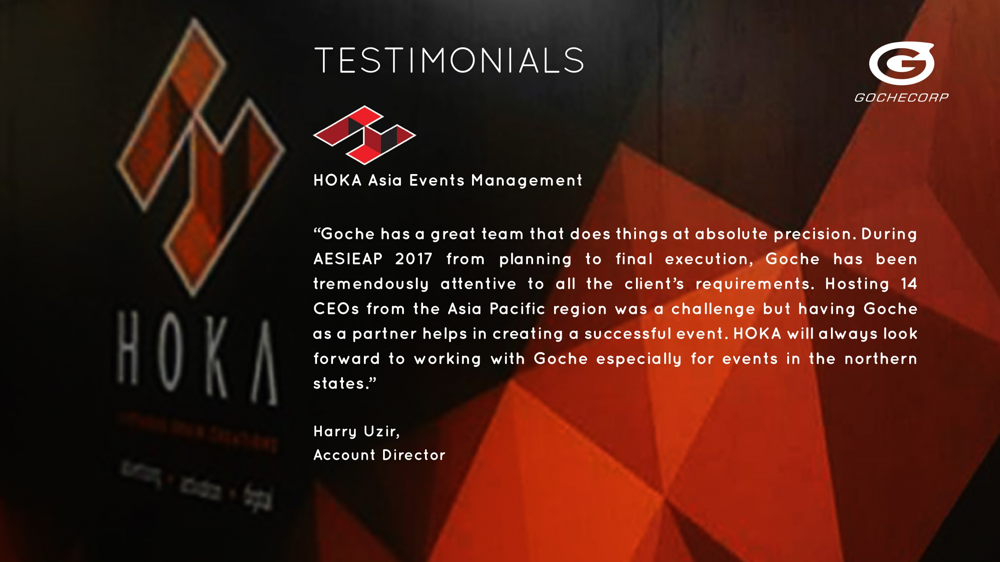 TESTIMONIALS
GOCHECORP
HOKA Asia Events Management
“Goche has a great team that does things at absolute precision. During
AESIEAP 2017 from planning to final execution, Goche has been
tremendously attentive to all the client’s requirements. Hosting 14
CEOs from the Asia Pacific region was a challenge but having Goche
as a partner helps in creating a successful event. HOKA will always look
forward to working with Goche especially for events in the northern
states.”
Harry Uzir,
Account Director
HOKA